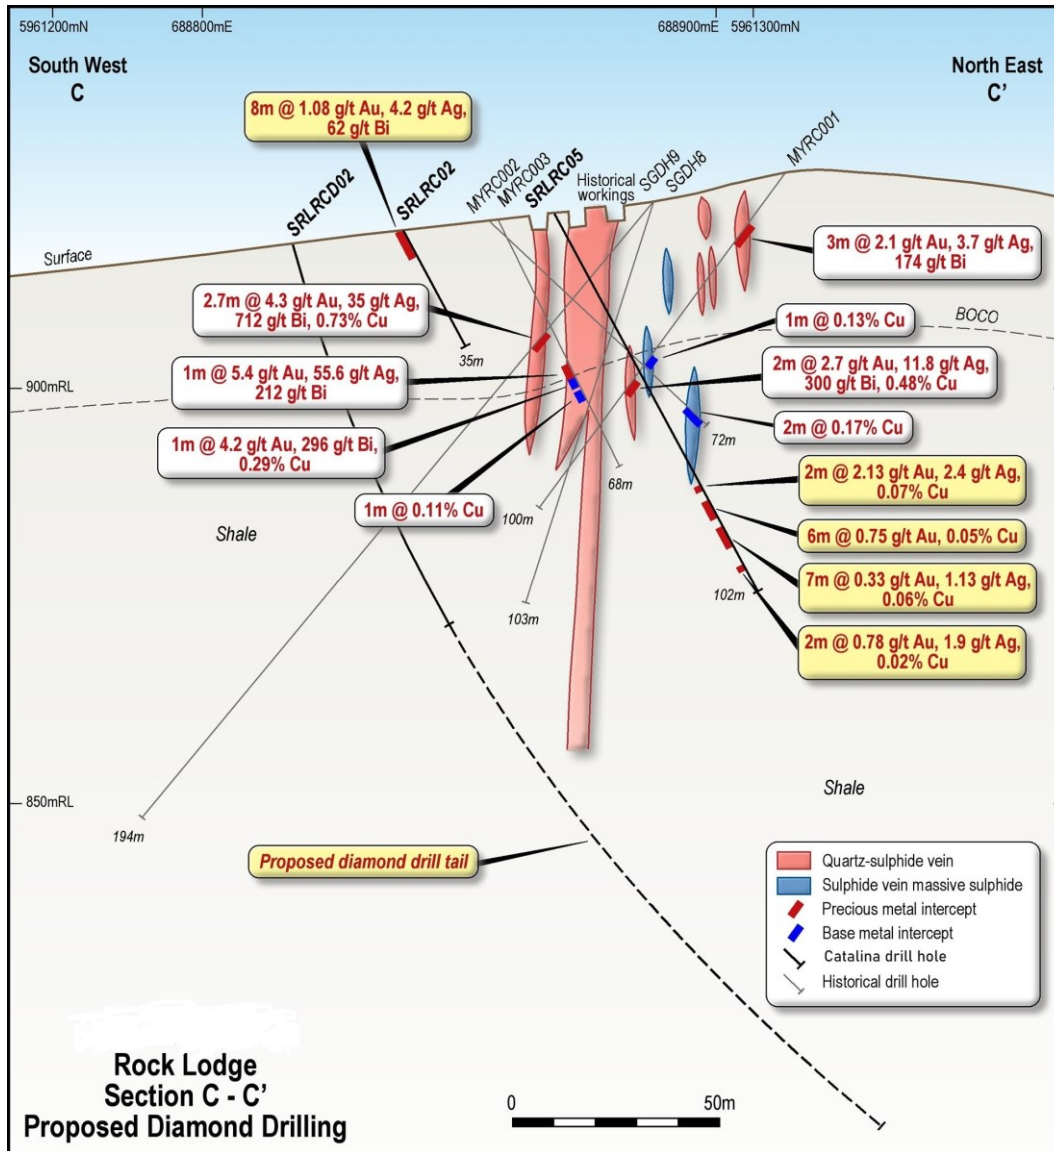 5961200mN
688800mE
688900mE
5961300mN
South West
C
North East
C'
8m @ 1.08 g/t Au, 4.2 g/t Ag,
62 g/t Bi
SRLRCD02
SRLRC02
MYRC002
MYRC003
SRLRC05
Historical
workings
SGDH9
SGDH8
MYRC001
Surface
3m @ 2.1 g/t Au, 3.7 g/t Ag,
174 g/t Bi
2.7m @ 4.3 g/t Au, 35 g/t Ag,
712 g/t Bi, 0.73% Cu
1m @ 0.13% Cu
BOCO
35m
1m @ 5.4 g/t Au, 55.6 g/t Ag,
212 g/t Bi
2m @ 2.7 g/t Au, 11.8 g/t Ag,
300 g/t Bi, 0.48% Cu
900mRL
2m @ 0.17% Cu
72m
1m @ 4.2 g/t Au, 296 g/t Bi,
0.29% Cu
2m @ 2.13 g/t Au, 2.4 g/t Ag,
0.07% Cu
68m
1m @ 0.11% Cu
100m
Shale
6m @ 0.75 g/t Au, 0.05% Cu
7m @ 0.33 g/t Au, 1.13 g/t Ag,
0.06% Cu
102m
103m
2m @ 0.78 g/t Au, 1.9 g/t Ag,
0.02% Cu
Shale
850mRL
194m
Proposed diamond drill tail
Quartz-sulphide vein
Sulphide vein massive sulphide
Precious metal intercept
Base metal intercept
Catalina drill hole
Historical drill hole
Rock Lodge
Section C - C'
Proposed Diamond Drilling
0
50m